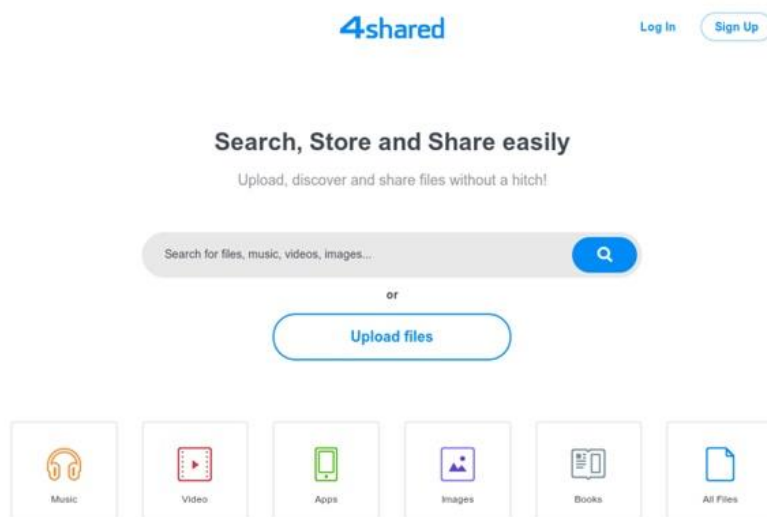 4shared
Log In
Sign Up
Search, Store and Share easily
Upload, discover and share files without a hitch!
Search for files, music, videos, images...
or
Upload files
Music
Video
Apps
Images
Books
All Files